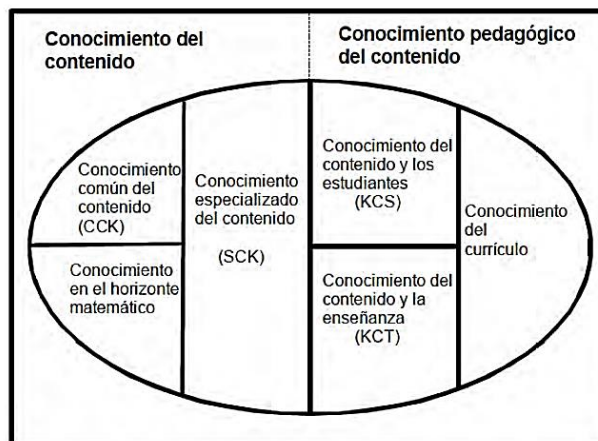 Conocimiento del
contenido
Conocimiento pedagógico
del contenido
Conocimiento
común del
contenido
(CCK)
Conocimiento
en el horizonte
matemático
Conocimiento
especializado
del contenido
(SCK)
Conocimiento del
contenido y los
estudiantes
(KCS)
Conocimiento del
contenido y la
enseñanza
(KCT)
Conocimiento
del
currículo